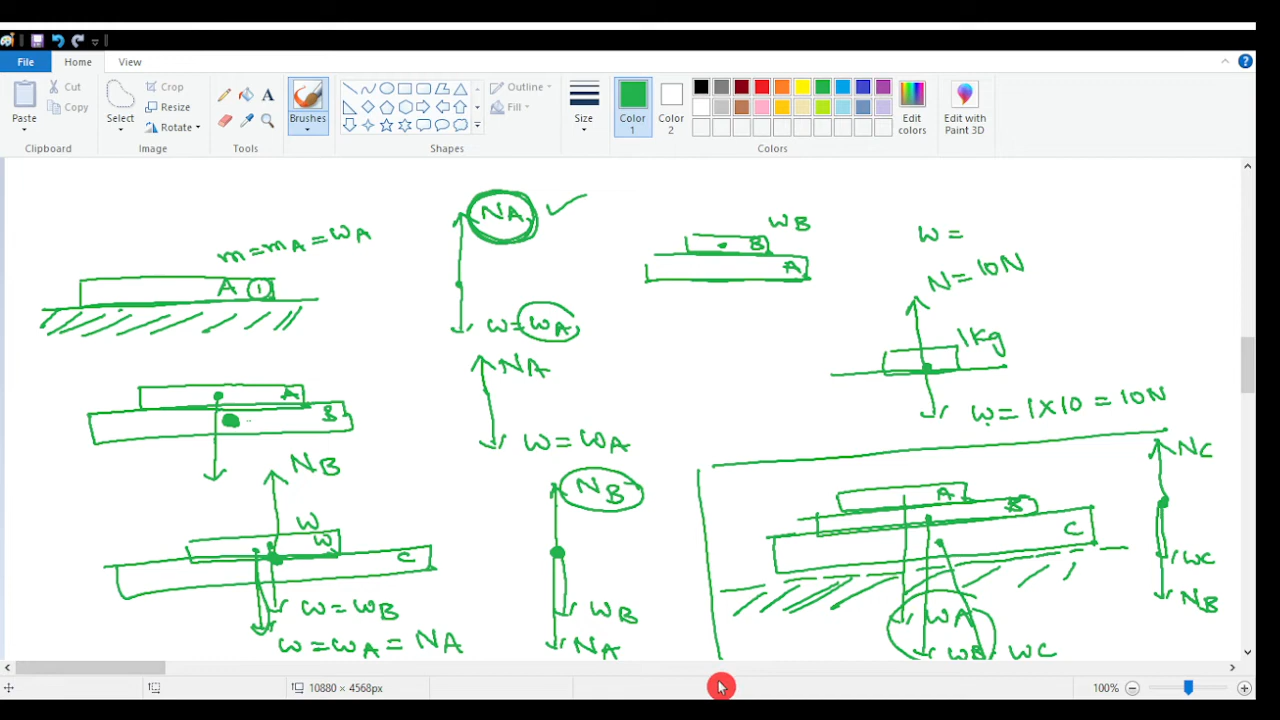 File
Home
View
Paste
Cut
Copy
Clipboard
Select
Crop
Resize
Rotate
Image
A
Tools
Brushes
Shapes
Outline
Fill
Size
Color 1
Color 2
Edit colors
Edit with Paint 3D
Colors
m=mA=WA
A 1
NA
W=WA
WB
B
A
W =
N=10N
1Kg
W=1X10=10N
A
B
NA
W=WA
NB
W
W
C
W=WB
W=WA=NA
NB
WB
NA
A
B
C
WA
WB
WC
NC
WC
NB
10880 × 4568px
100%